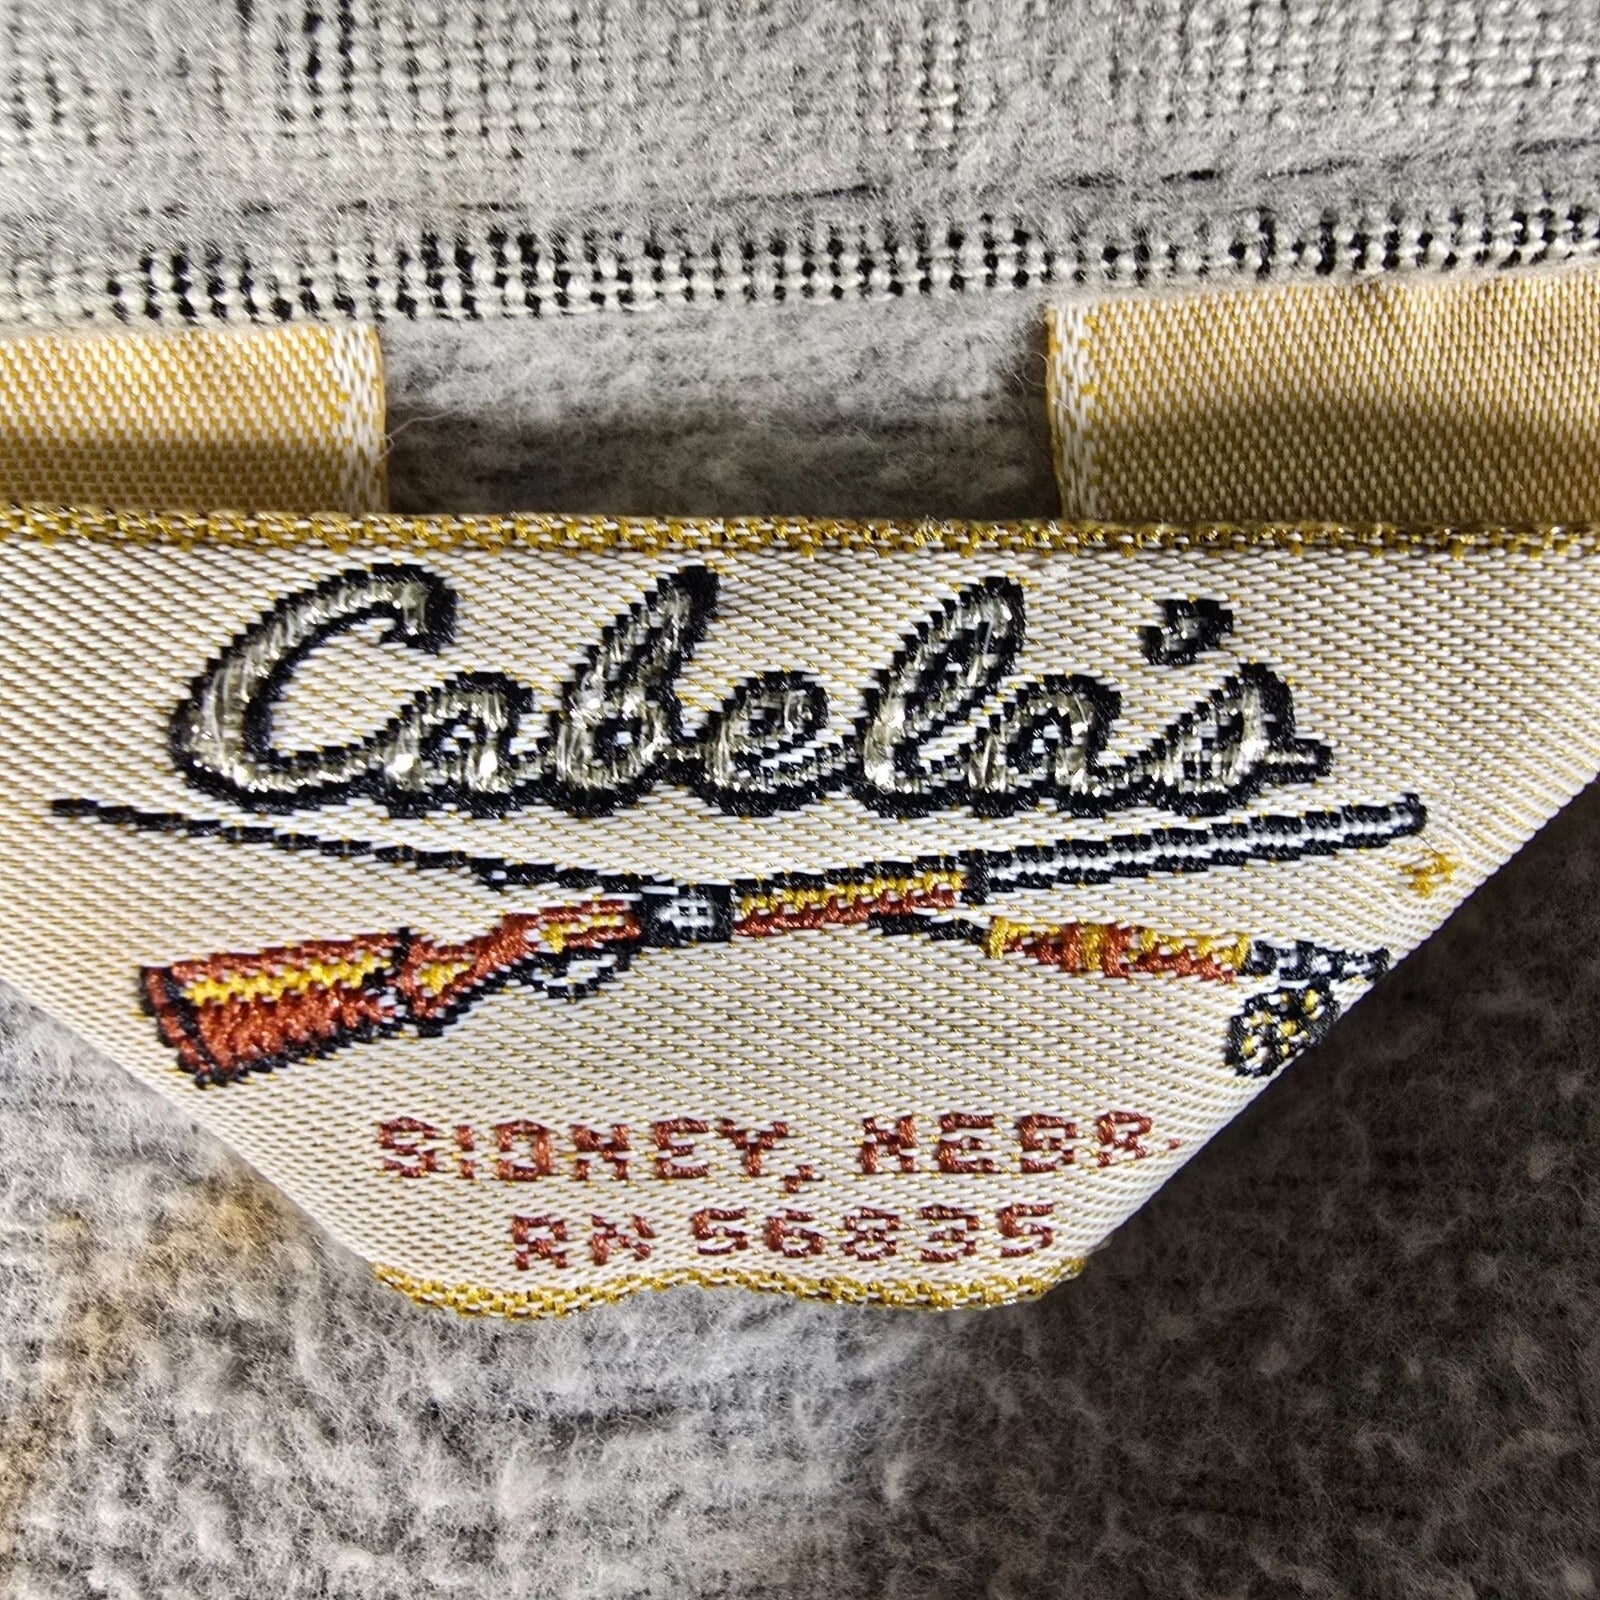 Cabela's
SIDNEY, NEBR.
RN 56835